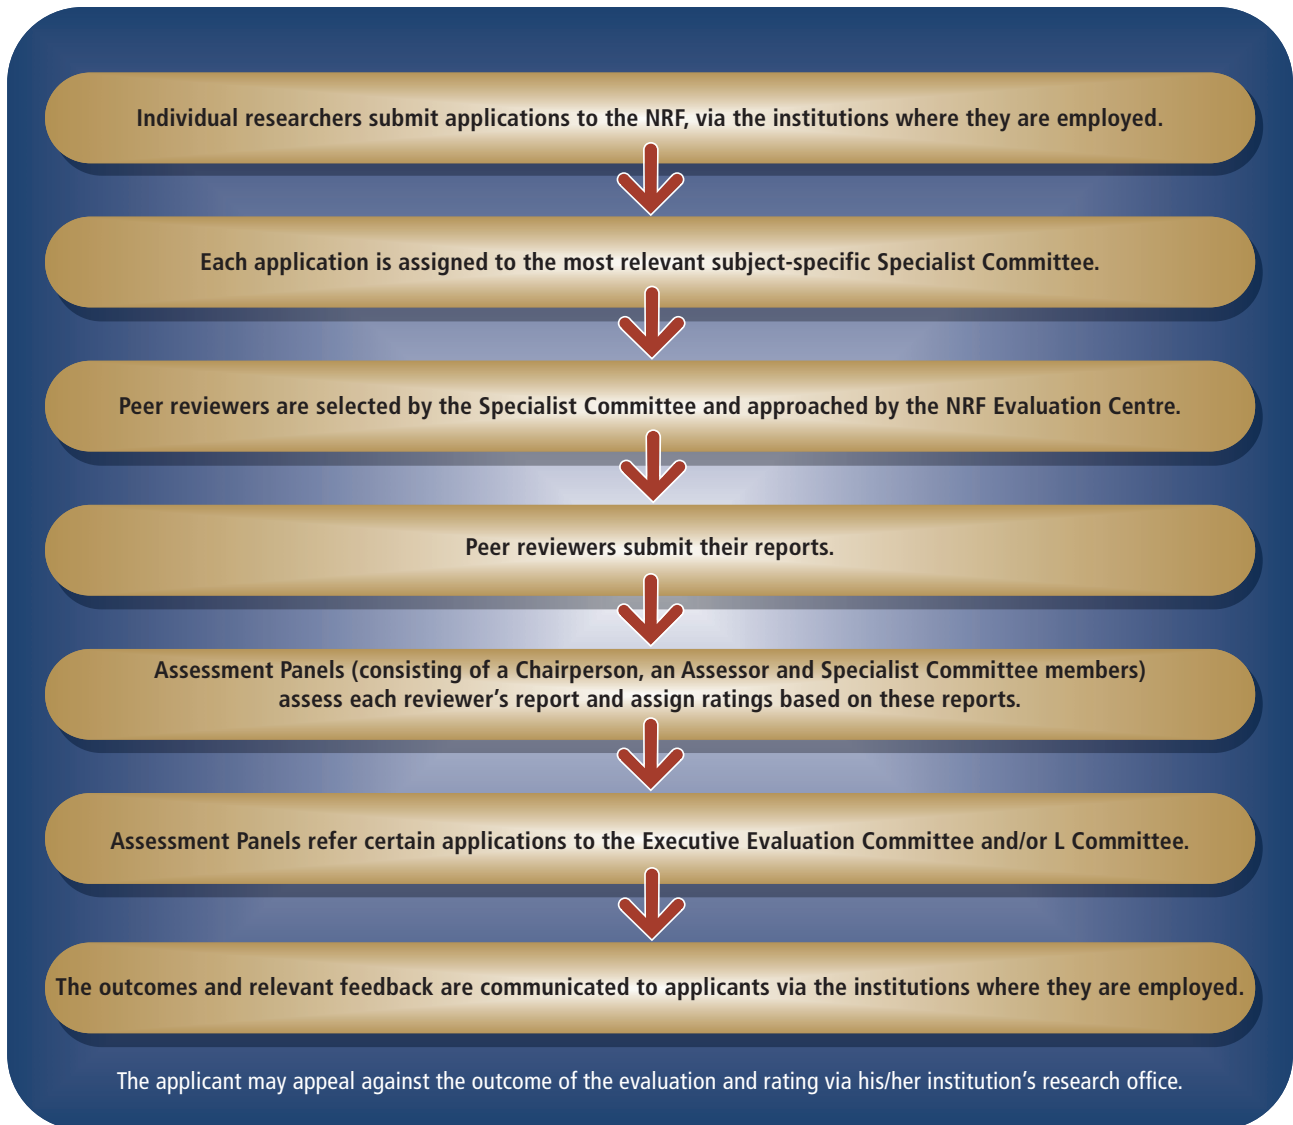 Individual researchers submit applications to the NRF, via the institutions where they are employed.
Each application is assigned to the most relevant subject-specific Specialist Committee.
Peer reviewers are selected by the Specialist Committee and approached by the NRF Evaluation Centre.
Peer reviewers submit their reports.
Assessment Panels (consisting of a Chairperson, an Assessor and Specialist Committee members)
assess each reviewer’s report and assign ratings based on these reports.
Assessment Panels refer certain applications to the Executive Evaluation Committee and/or L Committee.
The outcomes and relevant feedback are communicated to applicants via the institutions where they are employed.
The applicant may appeal against the outcome of the evaluation and rating via his/her institution’s research office.